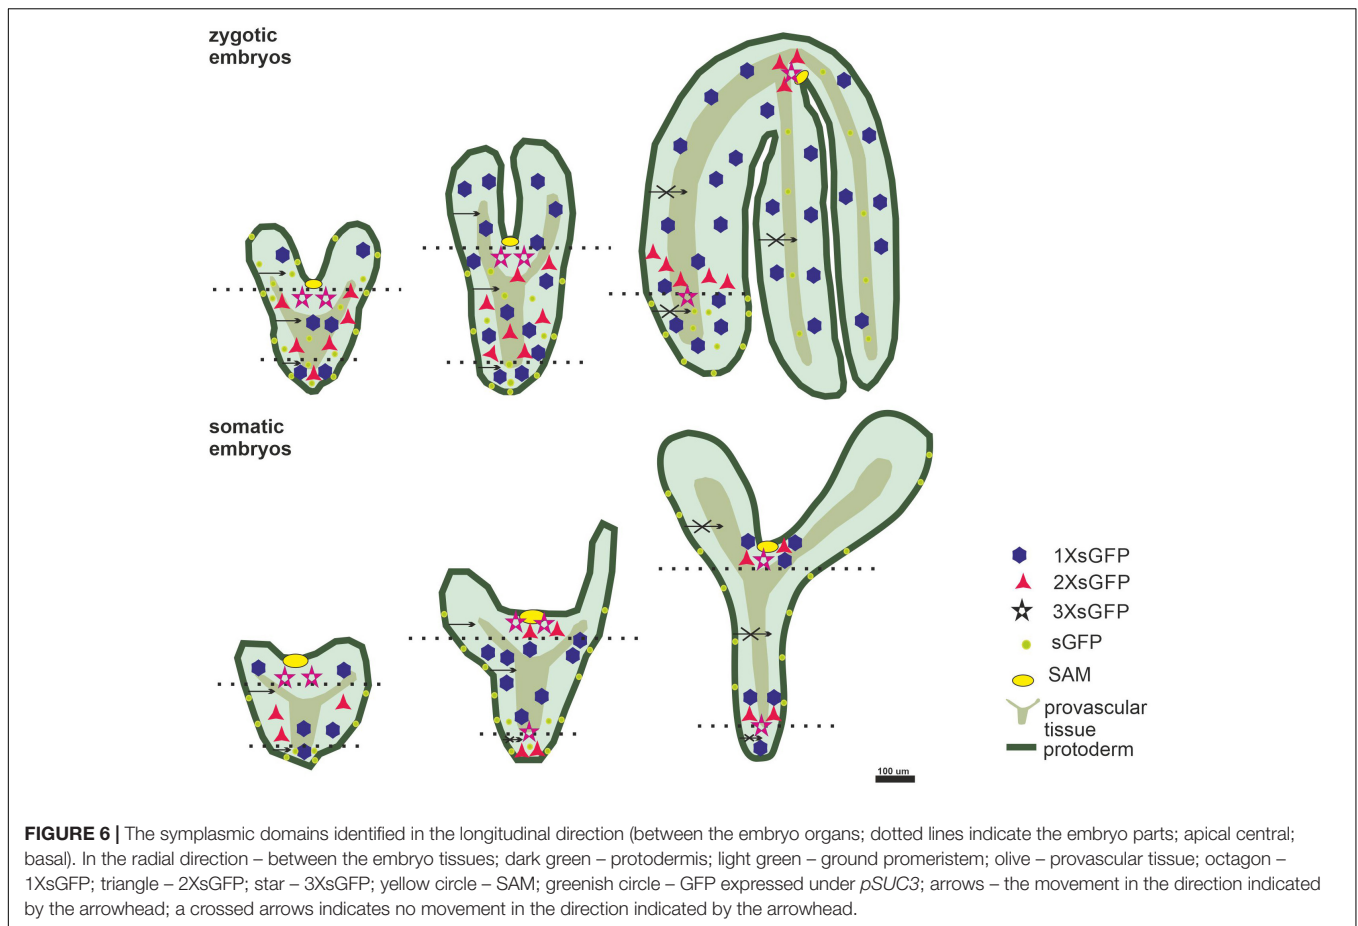 zygotic
embryos
somatic
embryos
1XsGFP
2XsGFP
3XsGFP
sGFP
SAM
provascular
tissue
protoderm
100 um
FIGURE 6 | The symplasmic domains identified in the longitudinal direction (between the embryo organs; dotted lines indicate the embryo parts; apical central;
basal). In the radial direction – between the embryo tissues; dark green – protodermis; light green – ground promeristem; olive – provascular tissue; octagon –
1XsGFP; triangle – 2XsGFP; star – 3XsGFP; yellow circle – SAM; greenish circle – GFP expressed under pSUC3; arrows – the movement in the direction indicated
by the arrowhead; a crossed arrows indicates no movement in the direction indicated by the arrowhead.